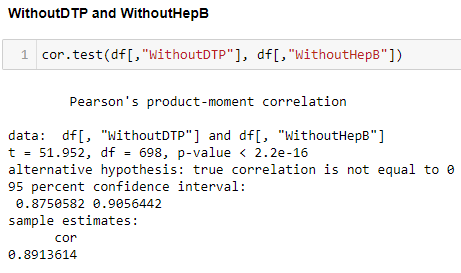 WithoutDTP and WithoutHepB
1 cor.test(df[,"WithoutDTP"], df[,"WithoutHepB"])
Pearson's product-moment correlation
data: df[, "WithoutDTP"] and df[, "WithoutHepB"]
t = 51.952, df = 698, p-value < 2.2e-16
alternative hypothesis: true correlation is not equal to 0
95 percent confidence interval:
0.8750582 0.9056442
sample estimates:
cor
0.8913614